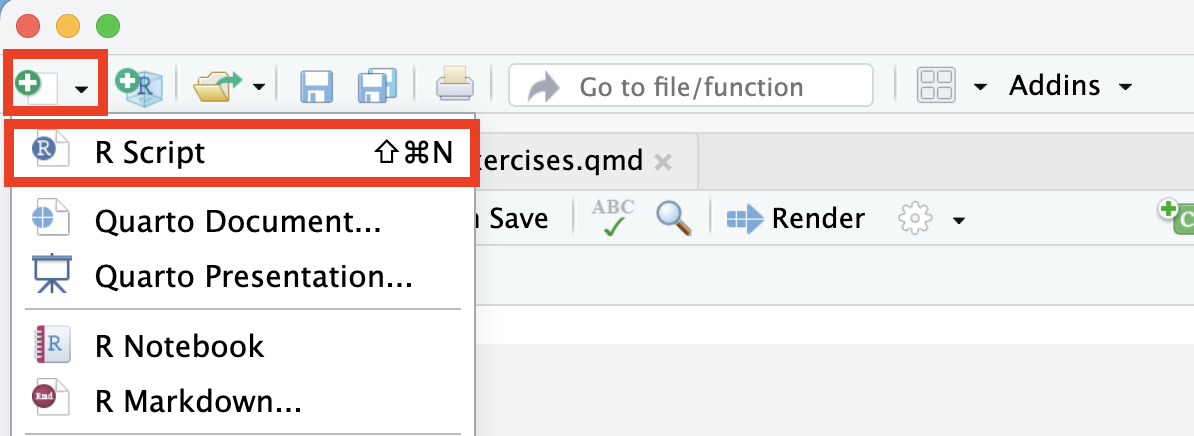 Go to file/function
Addins
R Script ⇧⌘N
ercises.qmd
Save
ABC
Render
Quarto Document...
Quarto Presentation...
R Notebook
R Markdown...